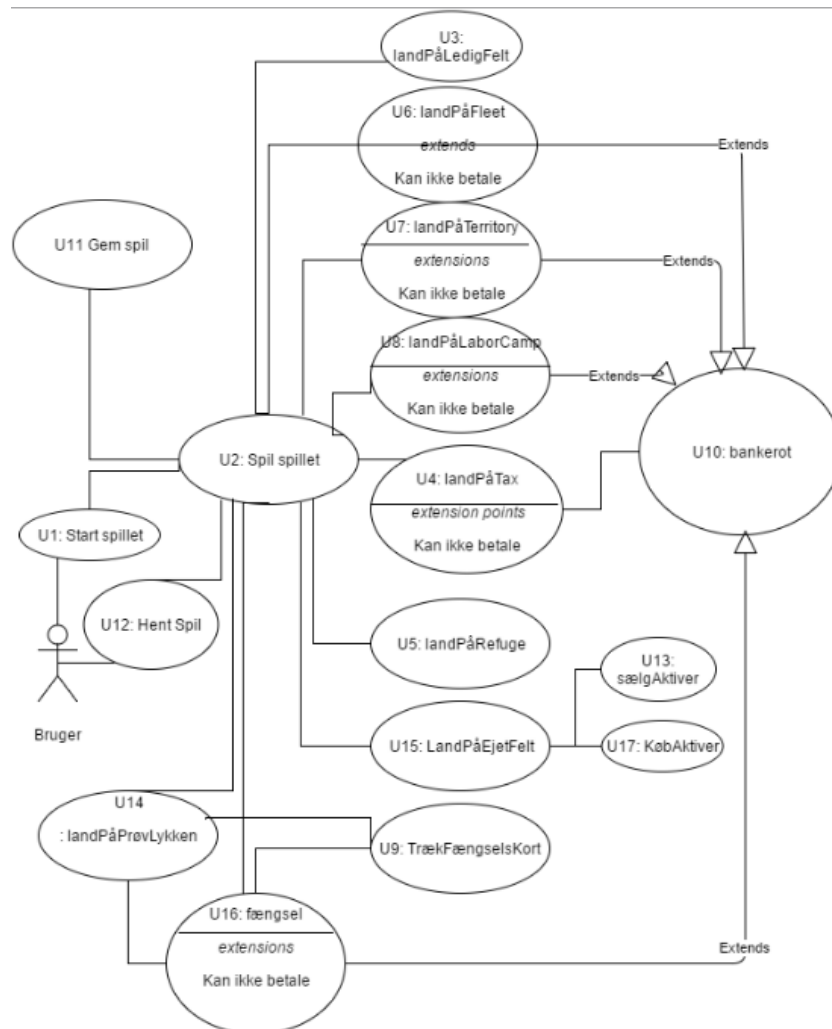 U3:
landPåLedigFelt
U6: landPåFleet
extends
Kan ikke betale
Extends
U7: landPåTerritory
extensions
Kan ikke betale
Extends
U11 Gem spil
U8: landPåLaborCamp
extensions
Kan ikke betale
Extends
U2: Spil spillet
U10: bankerot
U4: landPåTax
extension points
Kan ikke betale
U1: Start spillet
U12: Hent Spil
Bruger
U5: landPåRefuge
U13:
sælgAktiver
U15: LandPåEjetFelt
U17: KøbAktiver
U14
: landPåPrøvLykken
U9: TrækFængselsKort
U16: fængsel
extensions
Kan ikke betale
Extends